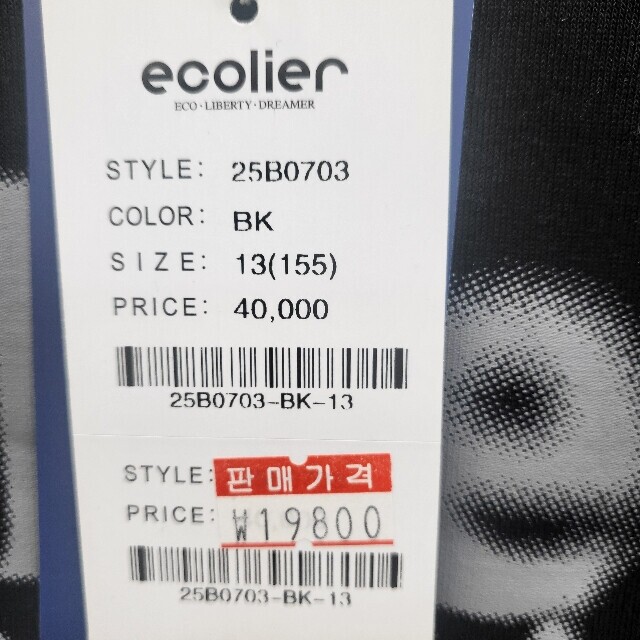 ecolier
ECO · LIBERTY · DREAMER
STYLE: 25B0703
COLOR: BK
SIZE: 13(155)
PRICE: 40,000
25B0703-BK-13
STYLE: 판매가격
PRICE: ₩19800
25B0703-BK-13